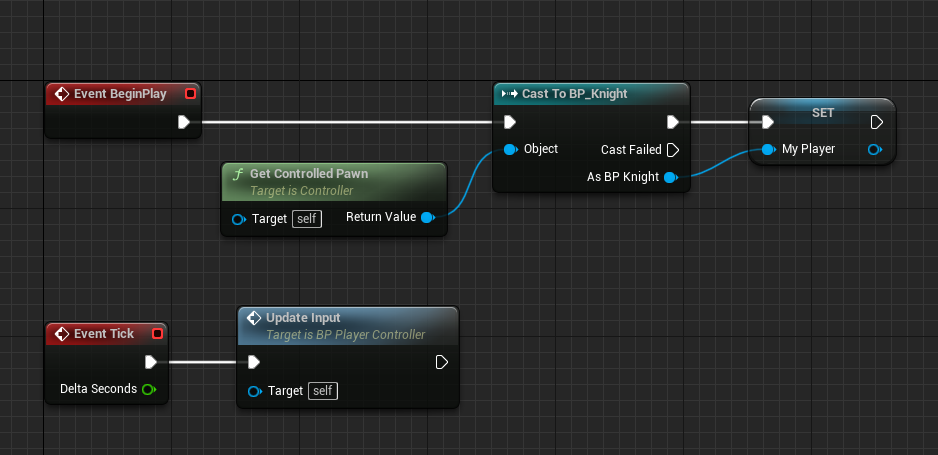 Event BeginPlay
Cast To BP_Knight
Object
Cast Failed
As BP Knight
SET
My Player
f Get Controlled Pawn
Target is Controller
Target self
Return Value
Event Tick
Delta Seconds
Update Input
Target is BP Player Controller
Target self